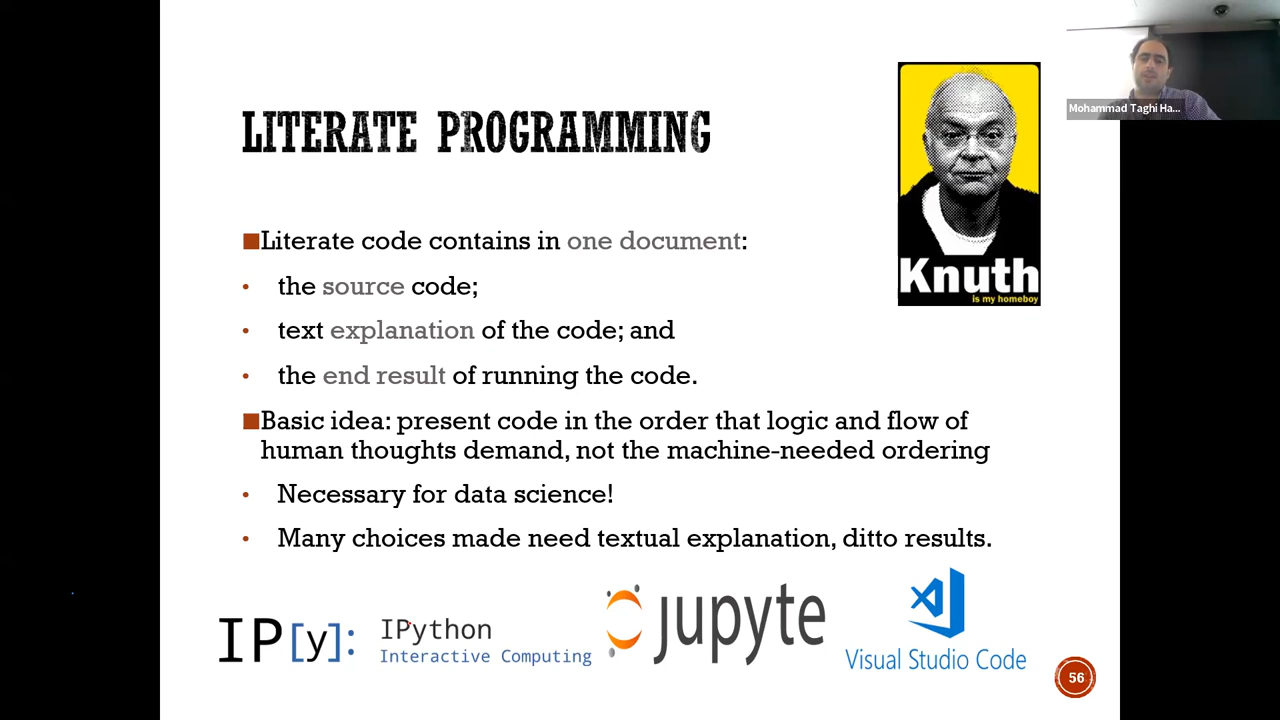 Mohammad Taghi Ha...
LITERATE PROGRAMMING
Knuth
is my homeboy
Literate code contains in one document:
• the source code;
• text explanation of the code; and
• the end result of running the code.
Basic idea: present code in the order that logic and flow of
human thoughts demand, not the machine-needed ordering
• Necessary for data science!
• Many choices made need textual explanation, ditto results.
IP[y]:
IPython
Interactive Computing
jupyte
Visual Studio Code
56